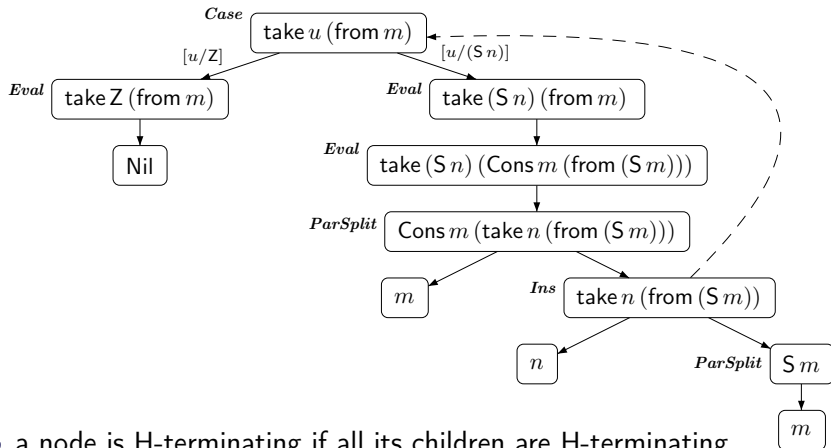 Case
take u (from m)
[u/Z]
[u/(S n)]
Eval
take Z (from m)
Eval
take (S n) (from m)
Nil
Eval
take (S n) (Cons m (from (S m)))
ParSplit
Cons m (take n (from (S m)))
m
Ins
take n (from (S m))
n
ParSplit
S m
m
a node is H-terminating if all its children are H-terminating